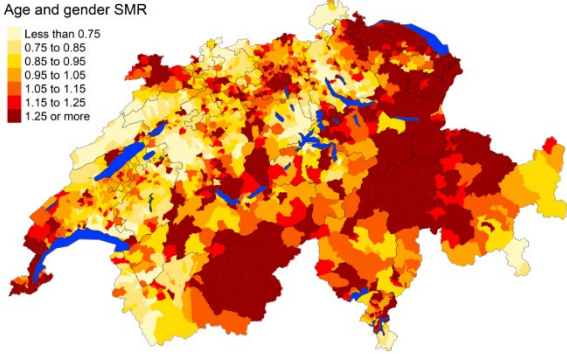 Age and gender SMR
Less than 0.75
0.75 to 0.85
0.85 to 0.95
0.95 to 1.05
1.05 to 1.15
1.15 to 1.25
1.25 or more